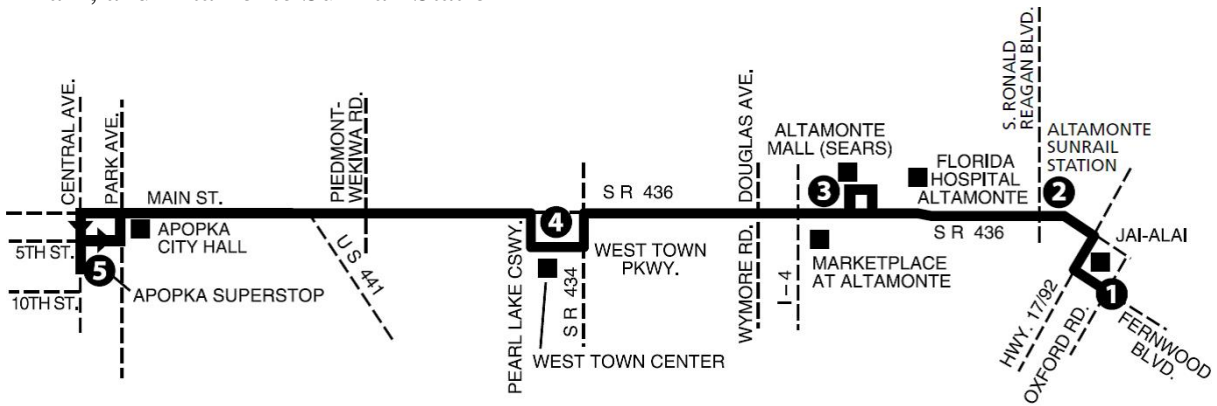 CENTRAL AVE.
PARK AVE.
MAIN ST.
5TH ST.
10TH ST.
5
APOPKA
CITY HALL
APOPKA SUPERSTOP
PIEDMONT-
WEKIWA RD.
U S 441
PEARL LAKE CSWY.
4
S R 436
WEST TOWN
PKWY.
S R 434
WEST TOWN CENTER
DOUGLAS AVE.
WYMORE RD.
I-4
ALTAMONTE
MALL (SEARS)
3
MARKETPLACE
AT ALTAMONTE
FLORIDA
HOSPITAL
ALTAMONTE
S R 436
S. RONALD
REAGAN BLVD.
ALTAMONTE
SUNRAIL
STATION
2
JAI-ALAI
1
HWY. 17/92
OXFORD RD.
FERNWOOD
BLVD.